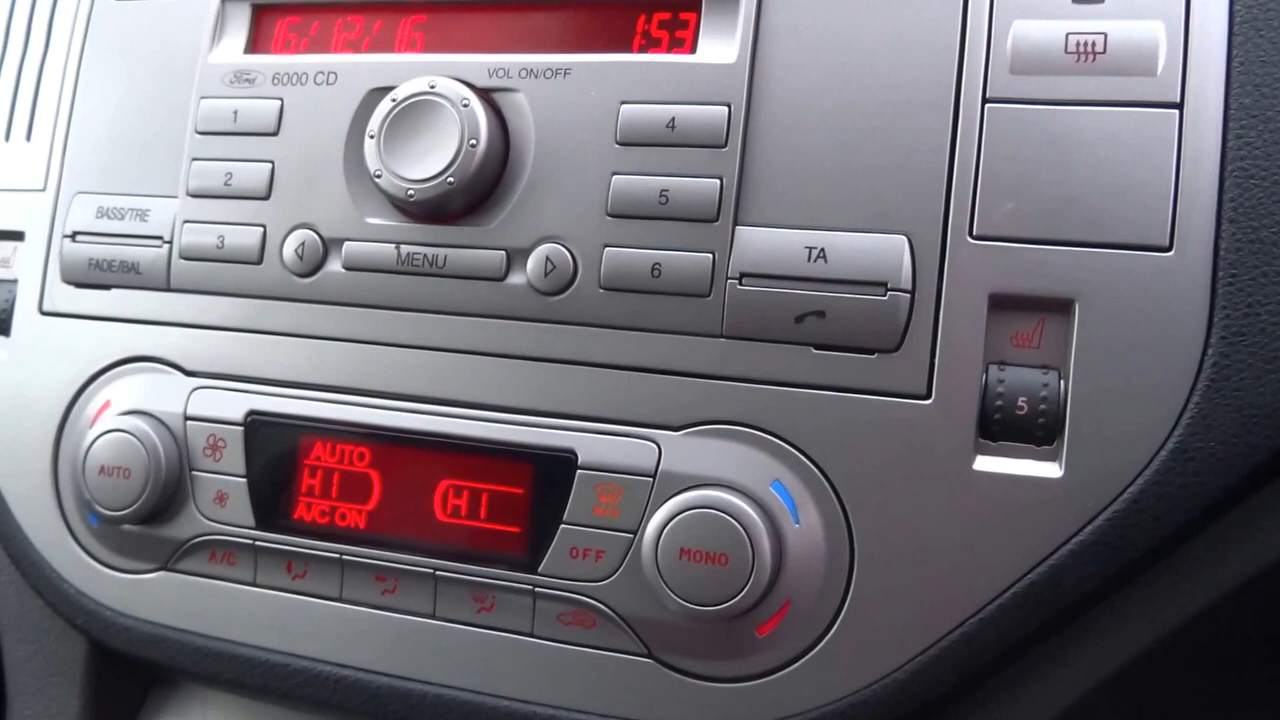 16/12/16 1:53
Ford 6000 CD VOL ON/OFF
1 4
2 5
BASS/TRE 3 MENU 6 TA
FADE/BAL
5
AUTO
HI HI
A/C ON
AUTO OFF MONO
A/C
MAX